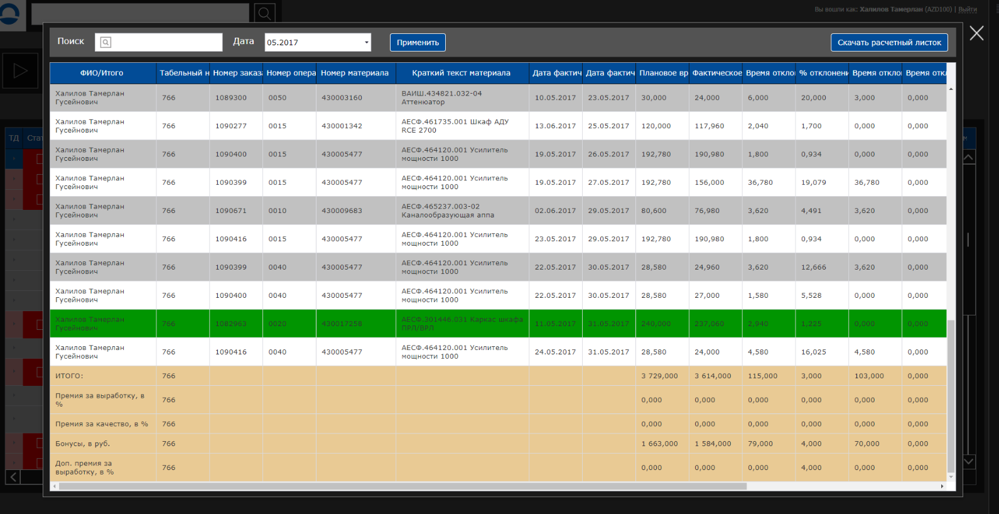 Вы вошли как: Халилов Тамерлан (AZD100) | Выйти
Поиск Дата 05.2017 Применить Скачать расчетный листок
ФИО/Итого Табельный н Номер заказа Номер опера Номер материала Краткий текст материала Дата фактич Дата фактич Плановое вр Фактическое Время откло % отклонени Время откло Время откл
Халилов Тамерлан Гусейнович 766 1089300 0050 430003160 ВАИШ.434821.032-04 Аттенюатор 10.05.2017 23.05.2017 30,000 24,000 6,000 20,000 3,000 0,000
Халилов Тамерлан Гусейнович 766 1090277 0015 430001342 АЕСФ.461735.001 Шкаф АДУ RCE 2700 13.06.2017 25.05.2017 120,000 117,960 2,040 1,700 0,000 0,000
Халилов Тамерлан Гусейнович 766 1090400 0015 430005477 АЕСФ.464120.001 Усилитель мощности 1000 19.05.2017 26.05.2017 192,780 190,980 1,800 0,934 0,000 0,000
Халилов Тамерлан Гусейнович 766 1090399 0015 430005477 АЕСФ.464120.001 Усилитель мощности 1000 19.05.2017 27.05.2017 192,780 156,000 36,780 19,079 36,780 0,000
Халилов Тамерлан Гусейнович 766 1090671 0010 430009683 АЕСФ.465237.003-02 Каналообразующая аппа 02.06.2017 29.05.2017 80,600 76,980 3,620 4,491 3,620 0,000
Халилов Тамерлан Гусейнович 766 1090416 0015 430005477 АЕСФ.464120.001 Усилитель мощности 1000 23.05.2017 29.05.2017 192,780 190,980 1,800 0,934 0,000 0,000
Халилов Тамерлан Гусейнович 766 1090399 0040 430005477 АЕСФ.464120.001 Усилитель мощности 1000 22.05.2017 30.05.2017 28,580 24,960 3,620 12,666 3,620 0,000
Халилов Тамерлан Гусейнович 766 1090400 0040 430005477 АЕСФ.464120.001 Усилитель мощности 1000 22.05.2017 30.05.2017 28,580 27,000 1,580 5,528 0,000 0,000
Халилов Тамерлан Гусейнович 766 1082963 0020 430017258 АЕСФ.301446.031 Каркас шкафа ПРЛ/ВРЛ 11.05.2017 31.05.2017 240,000 237,060 2,940 1,225 0,000 0,000
Халилов Тамерлан Гусейнович 766 1090416 0040 430005477 АЕСФ.464120.001 Усилитель мощности 1000 24.05.2017 31.05.2017 28,580 24,000 4,580 16,025 4,580 0,000
ИТОГО: 766 3 729,000 3 614,000 115,000 3,000 103,000 0,000
Премия за выработку, в % 766 0,000 0,000 0,000 0,000 0,000 0,000
Премия за качество, в % 766 0,000 0,000 0,000 0,000 0,000 0,000
Бонусы, в руб. 766 1 663,000 1 584,000 79,000 4,000 70,000 0,000
Доп. премия за выработку, в % 766 0,000 0,000 0,000 4,000 0,000 0,000
ТД Стат